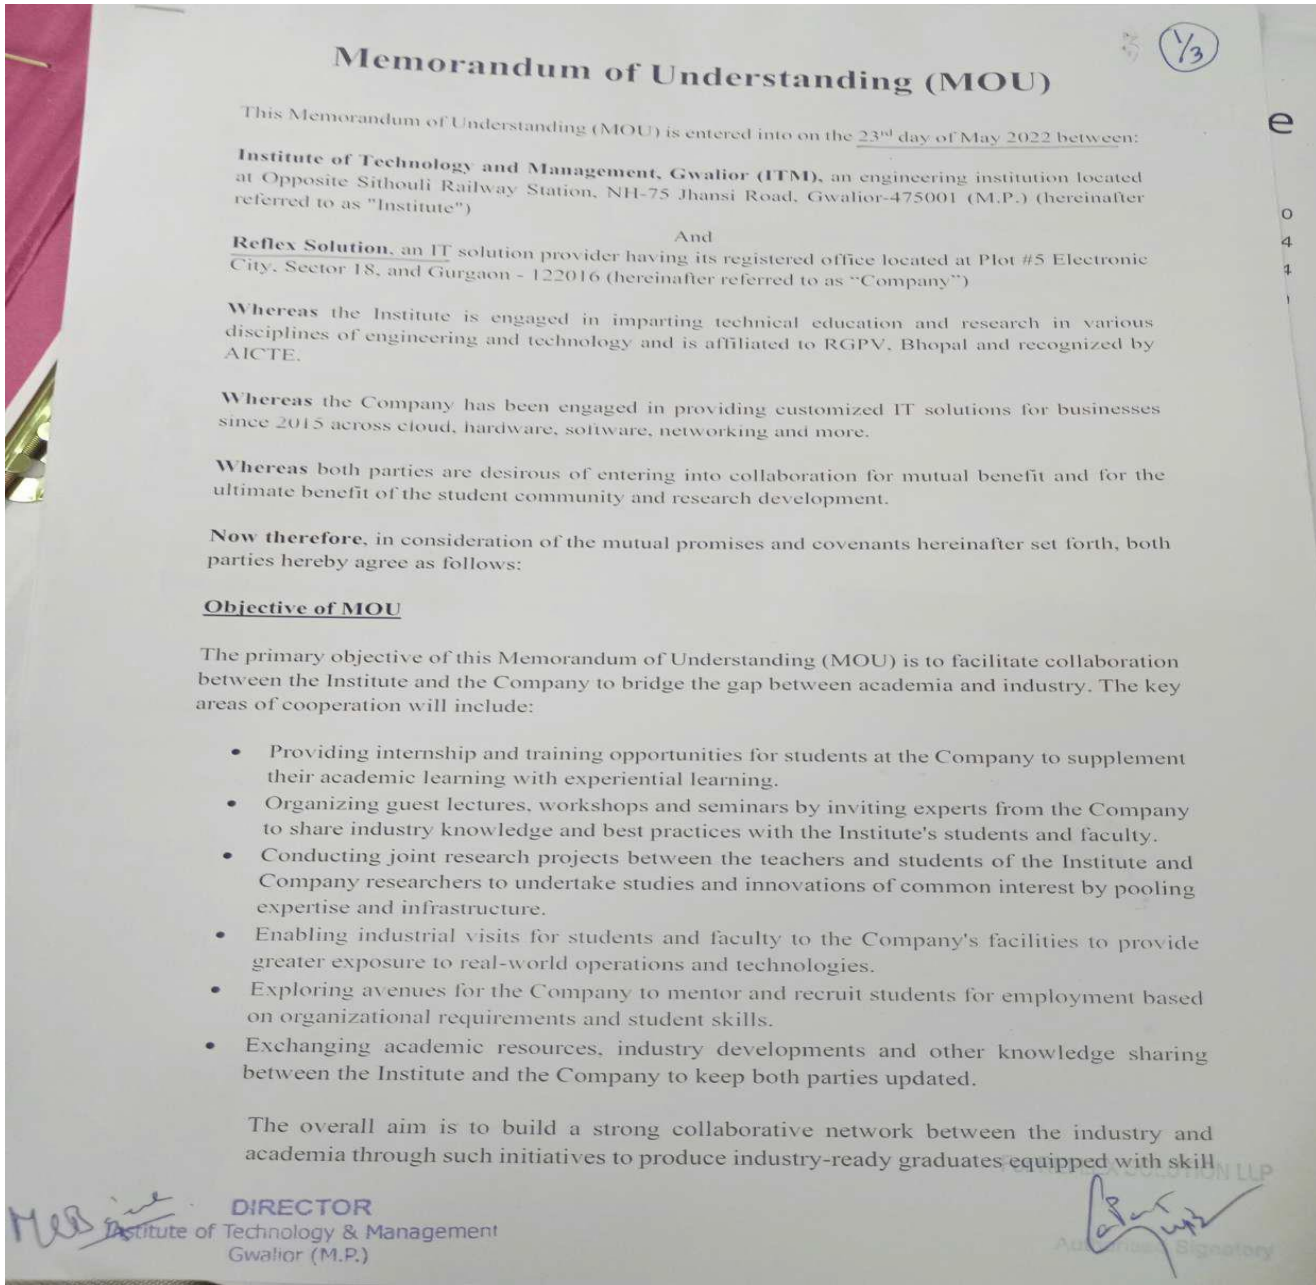 1/3
Memorandum of Understanding (MOU)
This Memorandum of Understanding (MOU) is entered into on the 23rd day of May 2022 between:
Institute of Technology and Management, Gwalior (ITM), an engineering institution located
at Opposite Sithouli Railway Station, NH-75 Jhansi Road, Gwalior-475001 (M.P.) (hereinafter
referred to as "Institute")
And
Reflex Solution, an IT solution provider having its registered office located at Plot #5 Electronic
City, Sector 18, and Gurgaon - 122016 (hereinafter referred to as “Company”)
Whereas the Institute is engaged in imparting technical education and research in various
disciplines of engineering and technology and is affiliated to RGPV, Bhopal and recognized by
AICTE.
Whereas the Company has been engaged in providing customized IT solutions for businesses
since 2015 across cloud, hardware, software, networking and more.
Whereas both parties are desirous of entering into collaboration for mutual benefit and for the
ultimate benefit of the student community and research development.
Now therefore, in consideration of the mutual promises and covenants hereinafter set forth, both
parties hereby agree as follows:
Objective of MOU
The primary objective of this Memorandum of Understanding (MOU) is to facilitate collaboration
between the Institute and the Company to bridge the gap between academia and industry. The key
areas of cooperation will include:
• Providing internship and training opportunities for students at the Company to supplement
their academic learning with experiential learning.
• Organizing guest lectures, workshops and seminars by inviting experts from the Company
to share industry knowledge and best practices with the Institute's students and faculty.
• Conducting joint research projects between the teachers and students of the Institute and
Company researchers to undertake studies and innovations of common interest by pooling
expertise and infrastructure.
• Enabling industrial visits for students and faculty to the Company's facilities to provide
greater exposure to real-world operations and technologies.
• Exploring avenues for the Company to mentor and recruit students for employment based
on organizational requirements and student skills.
• Exchanging academic resources, industry developments and other knowledge sharing
between the Institute and the Company to keep both parties updated.
The overall aim is to build a strong collaborative network between the industry and
academia through such initiatives to produce industry-ready graduates equipped with skill
SOLUTION LLP
DIRECTOR
Institute of Technology & Management
Gwalior (M.P.)
Authorised Signatory